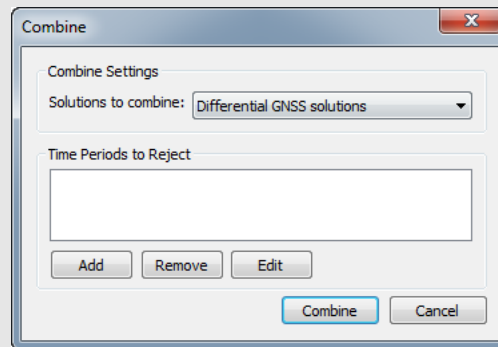 Combine
Combine Settings
Solutions to combine: Differential GNSS solutions
Time Periods to Reject
Add Remove Edit
Combine Cancel